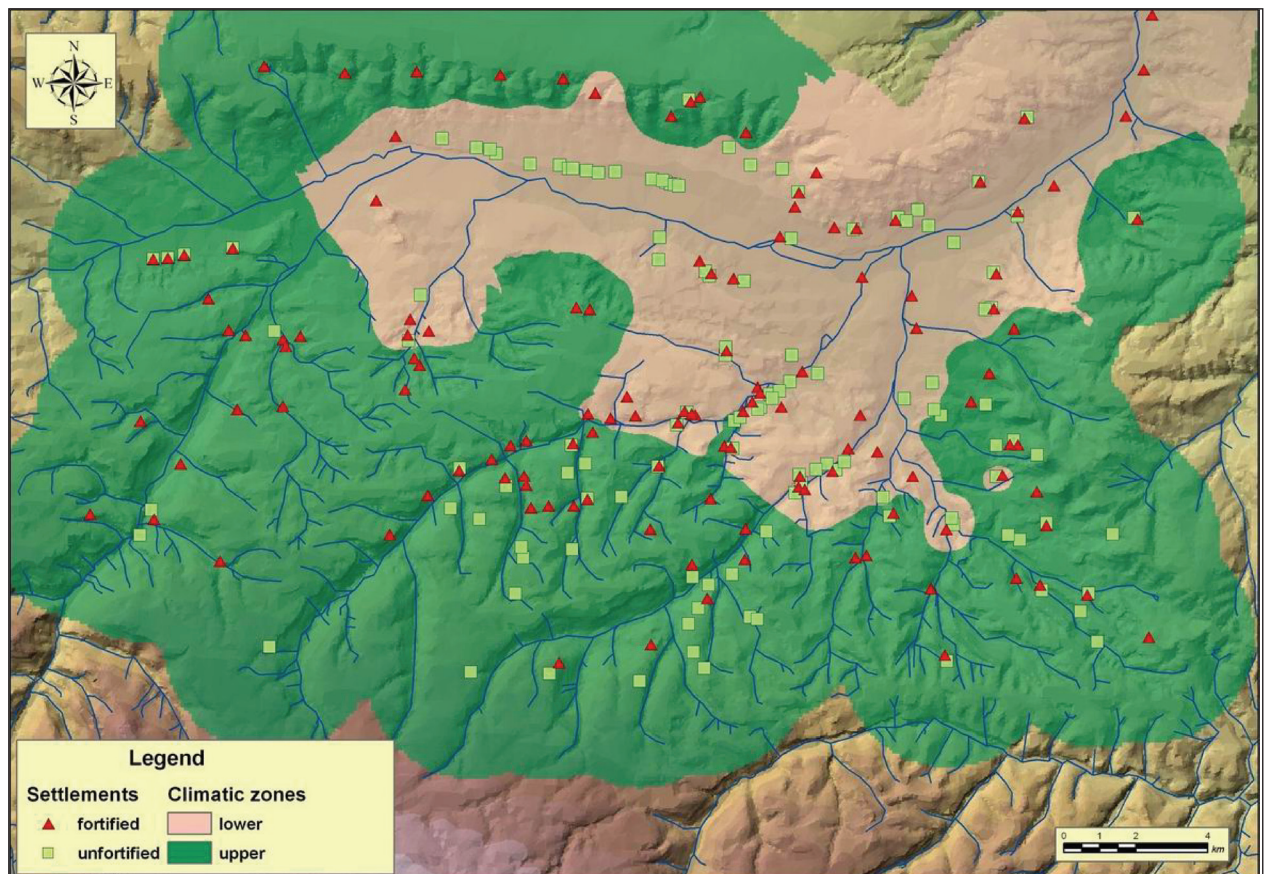 N
W E
S
Legend
Settlements Climatic zones
fortified lower
unfortified upper
0 1 2 4
km